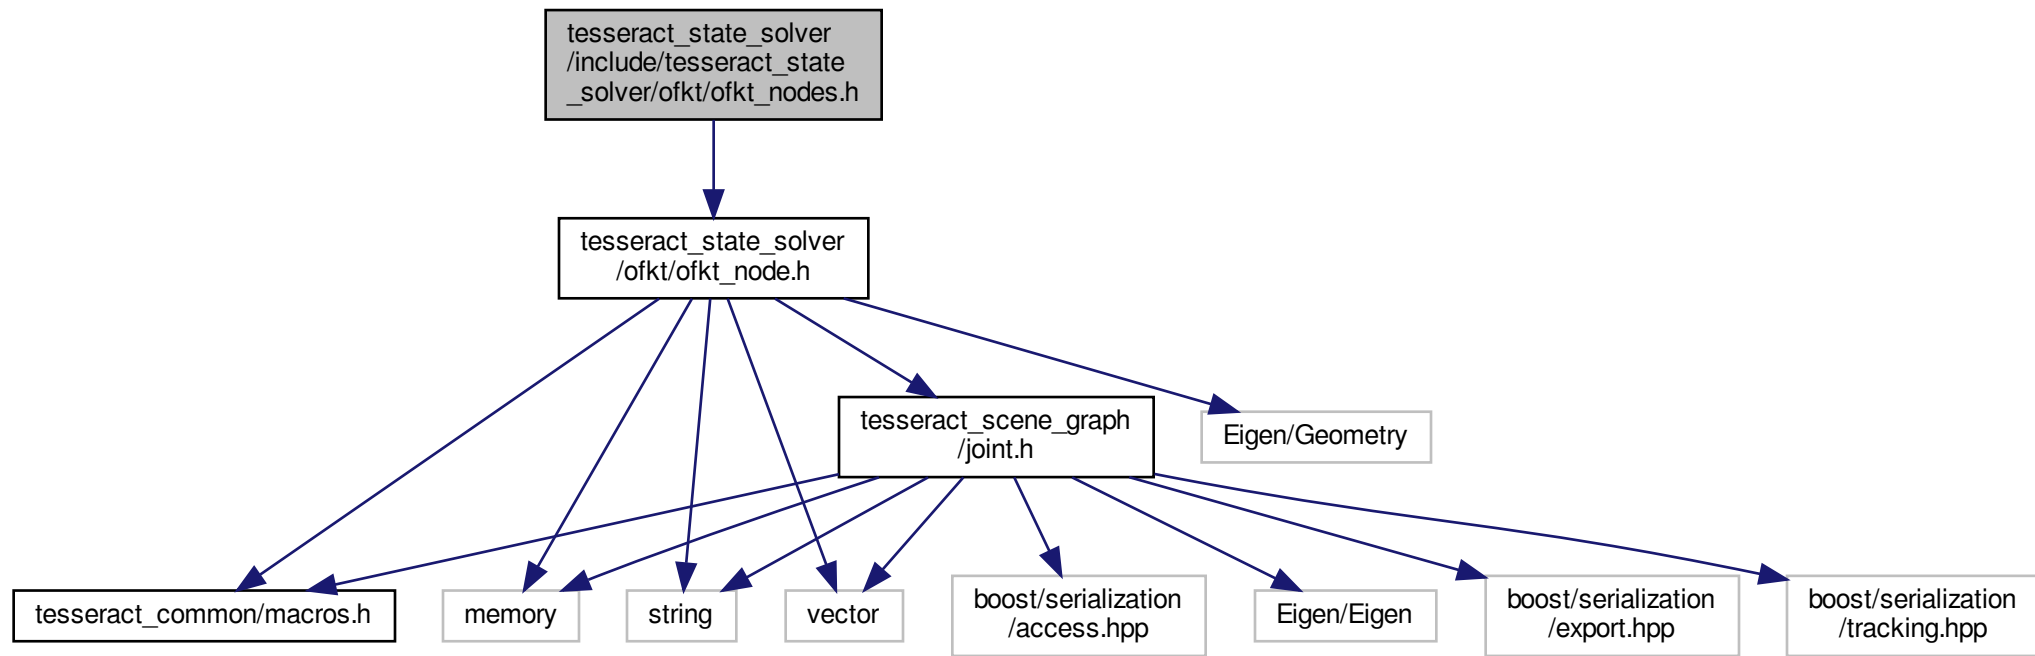 tesseract_state_solver
/include/tesseract_state
_solver/ofkt/ofkt_nodes.h
tesseract_state_solver
/ofkt/ofkt_node.h
tesseract_scene_graph
/joint.h
Eigen/Geometry
tesseract_common/macros.h
memory
string
vector
boost/serialization
/access.hpp
Eigen/Eigen
boost/serialization
/export.hpp
boost/serialization
/tracking.hpp